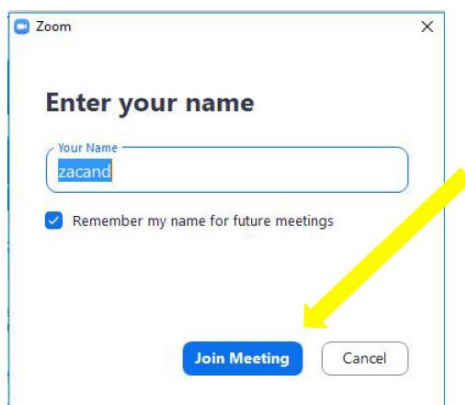 Zoom
Enter your name
Your Name
zacand
Remember my name for future meetings
Join Meeting Cancel